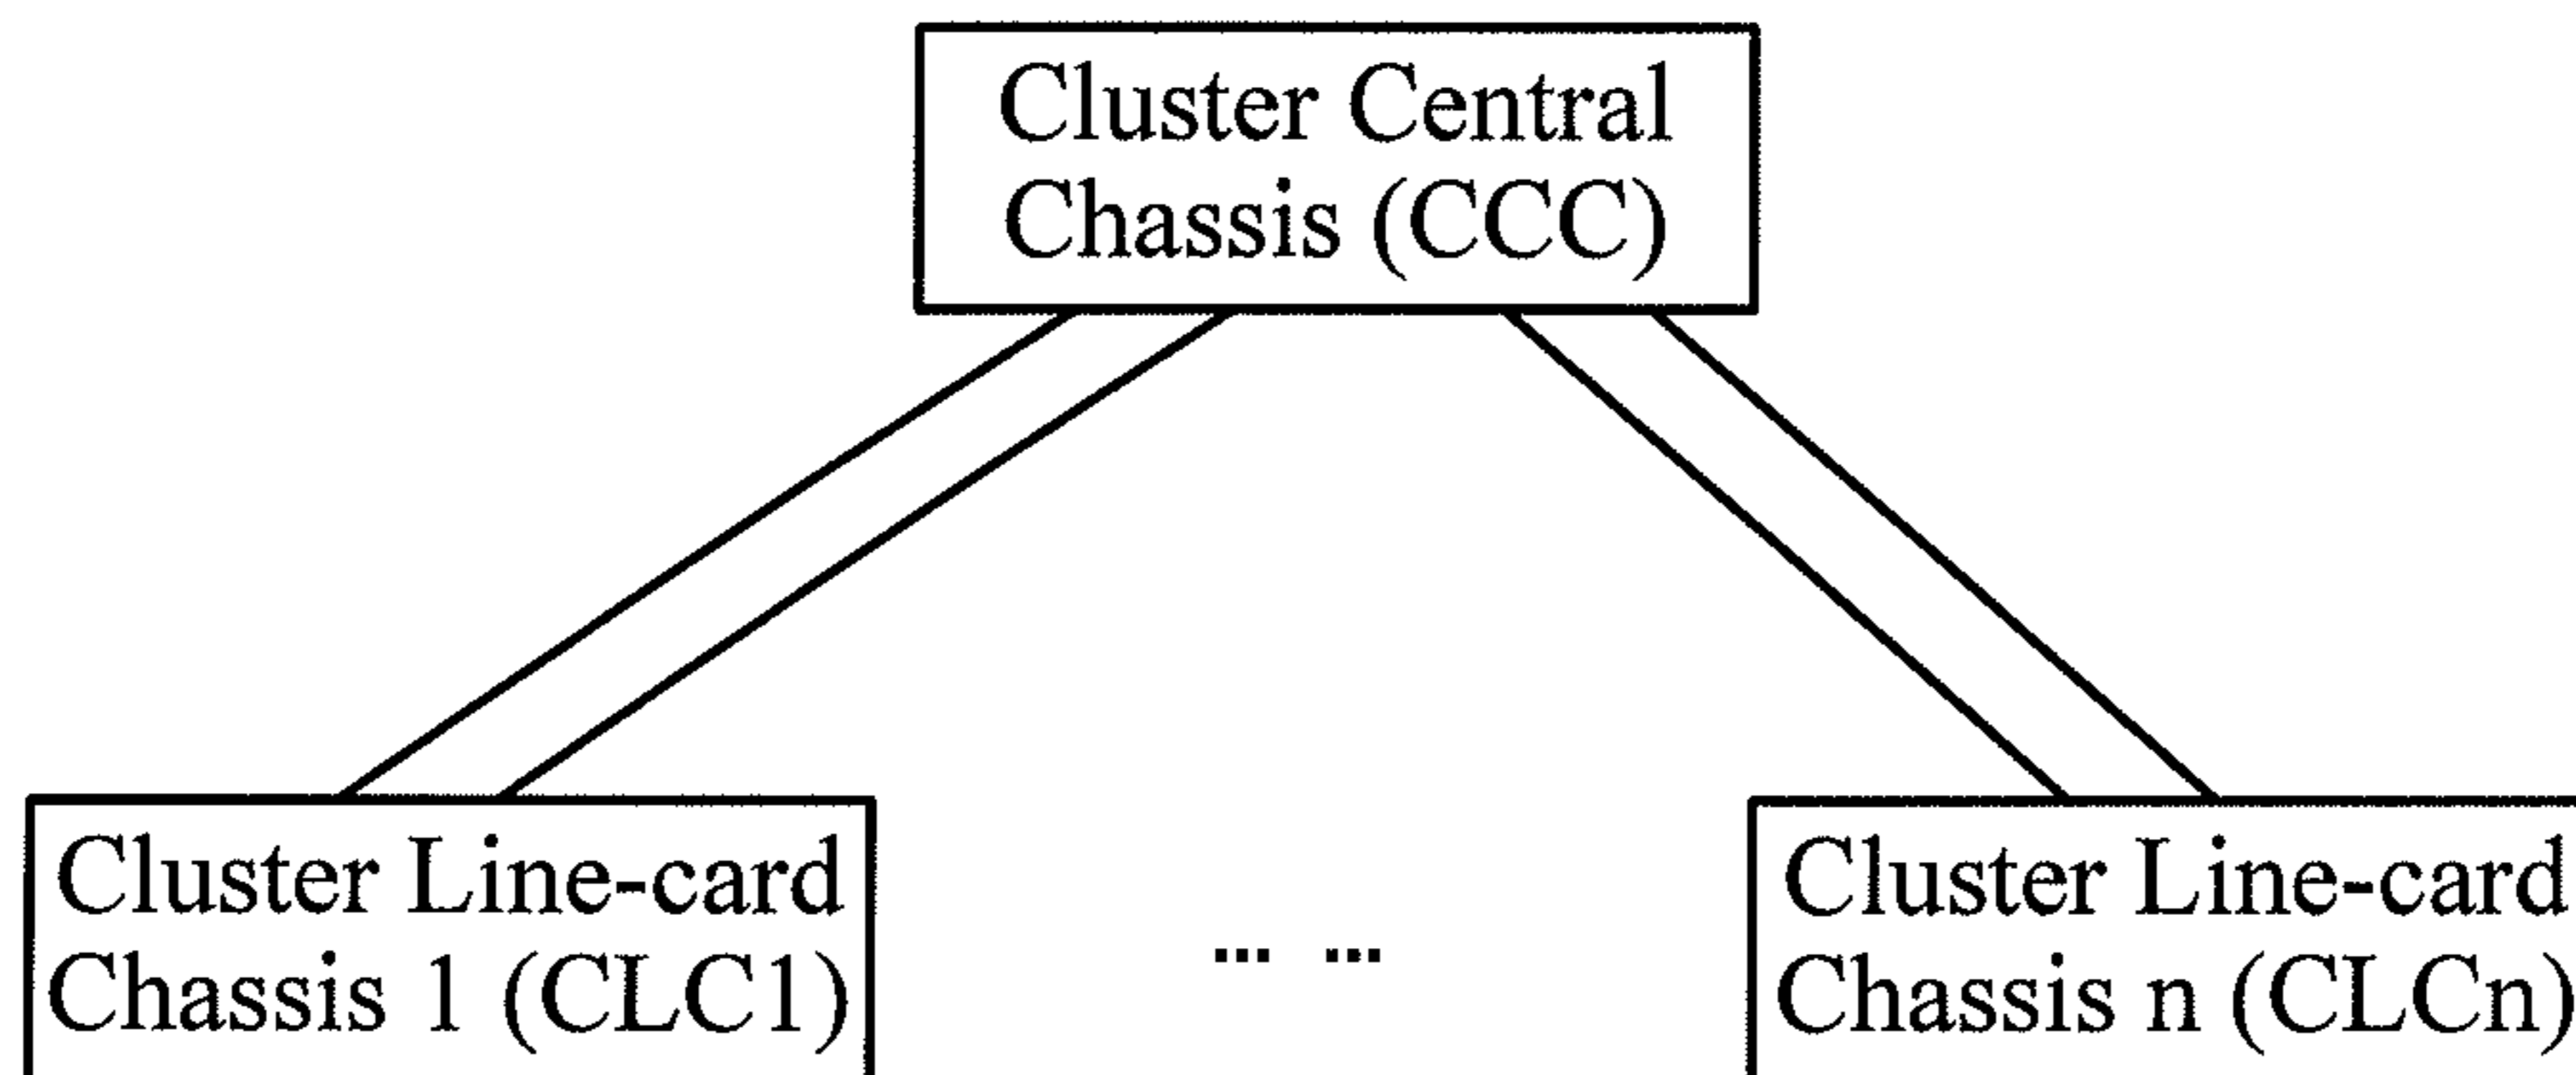 Cluster Central
Chassis (CCC)
Cluster Line-card
Chassis 1 (CLC1)
... ...
Cluster Line-card
Chassis n (CLCn)